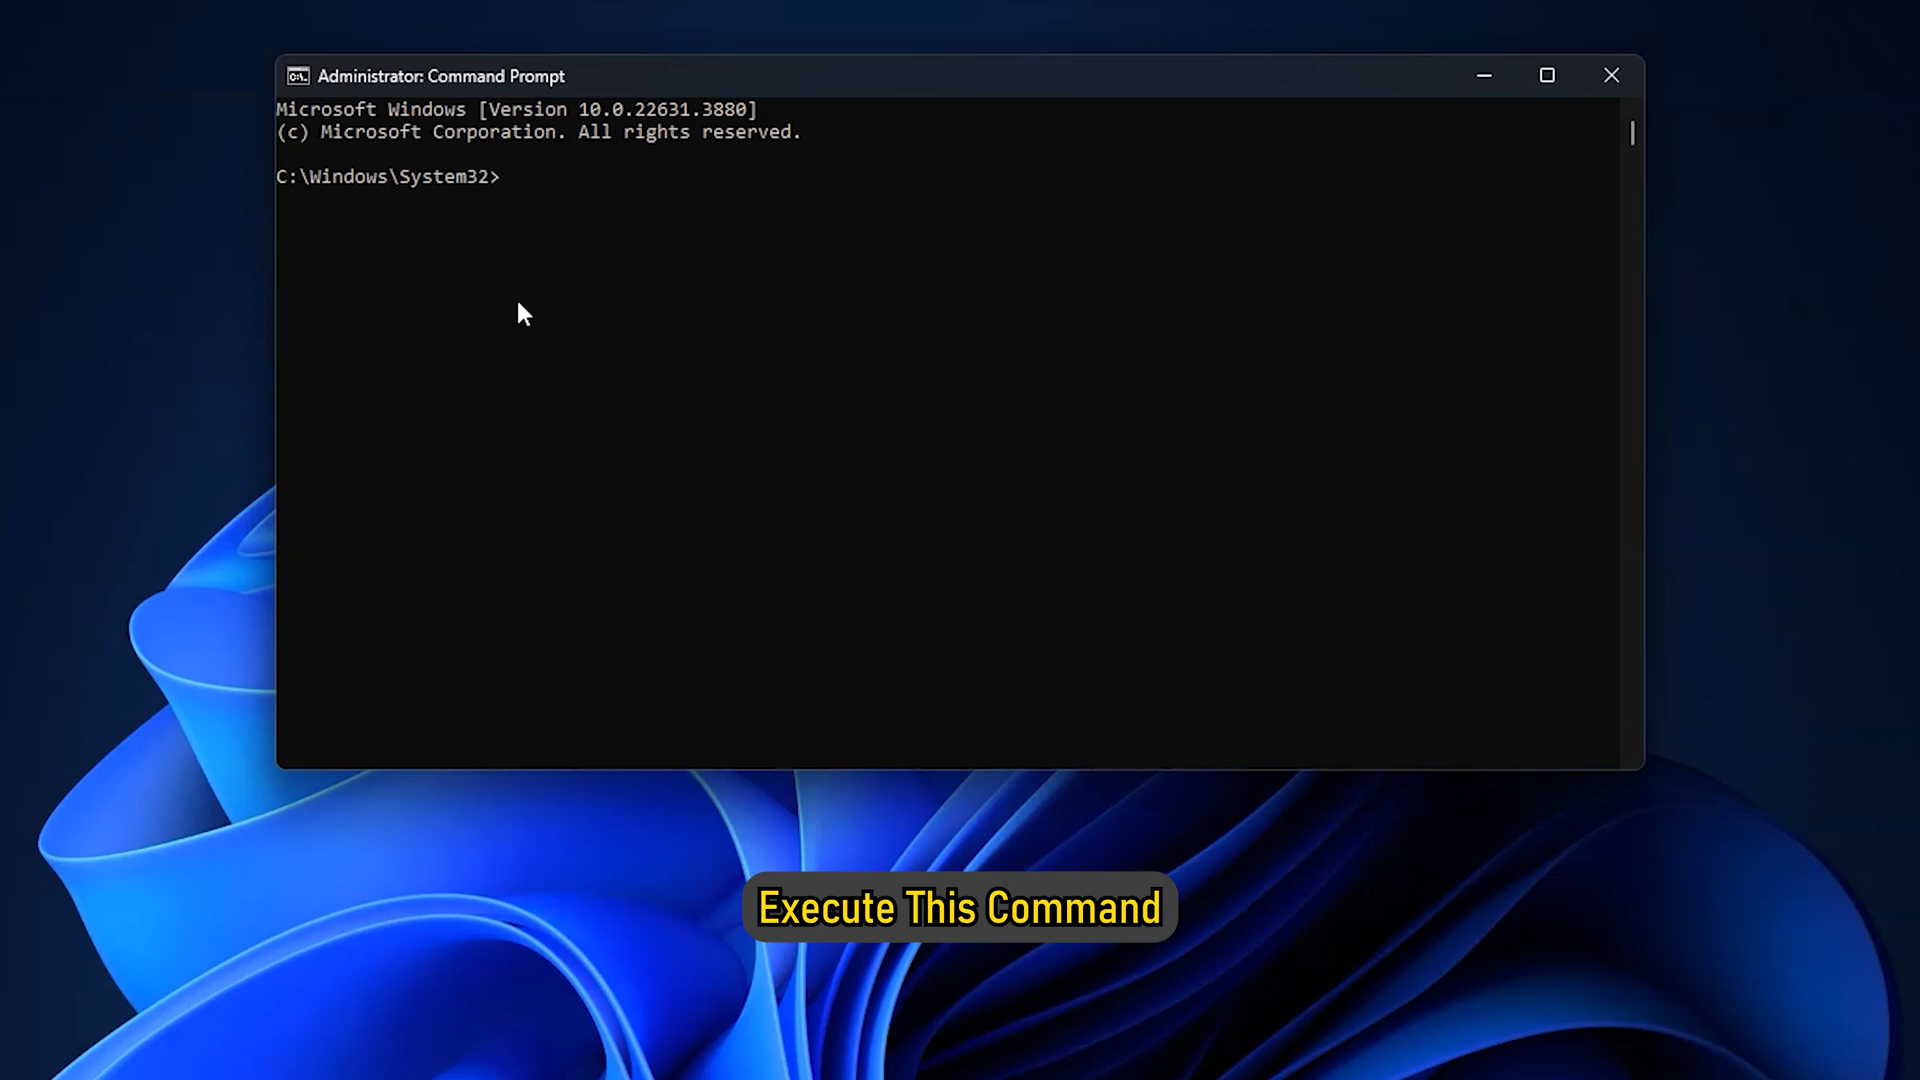 Administrator: Command Prompt
Microsoft Windows [Version 10.0.22631.3880]
(c) Microsoft Corporation. All rights reserved.
C:\Windows\System32>
Execute This Command